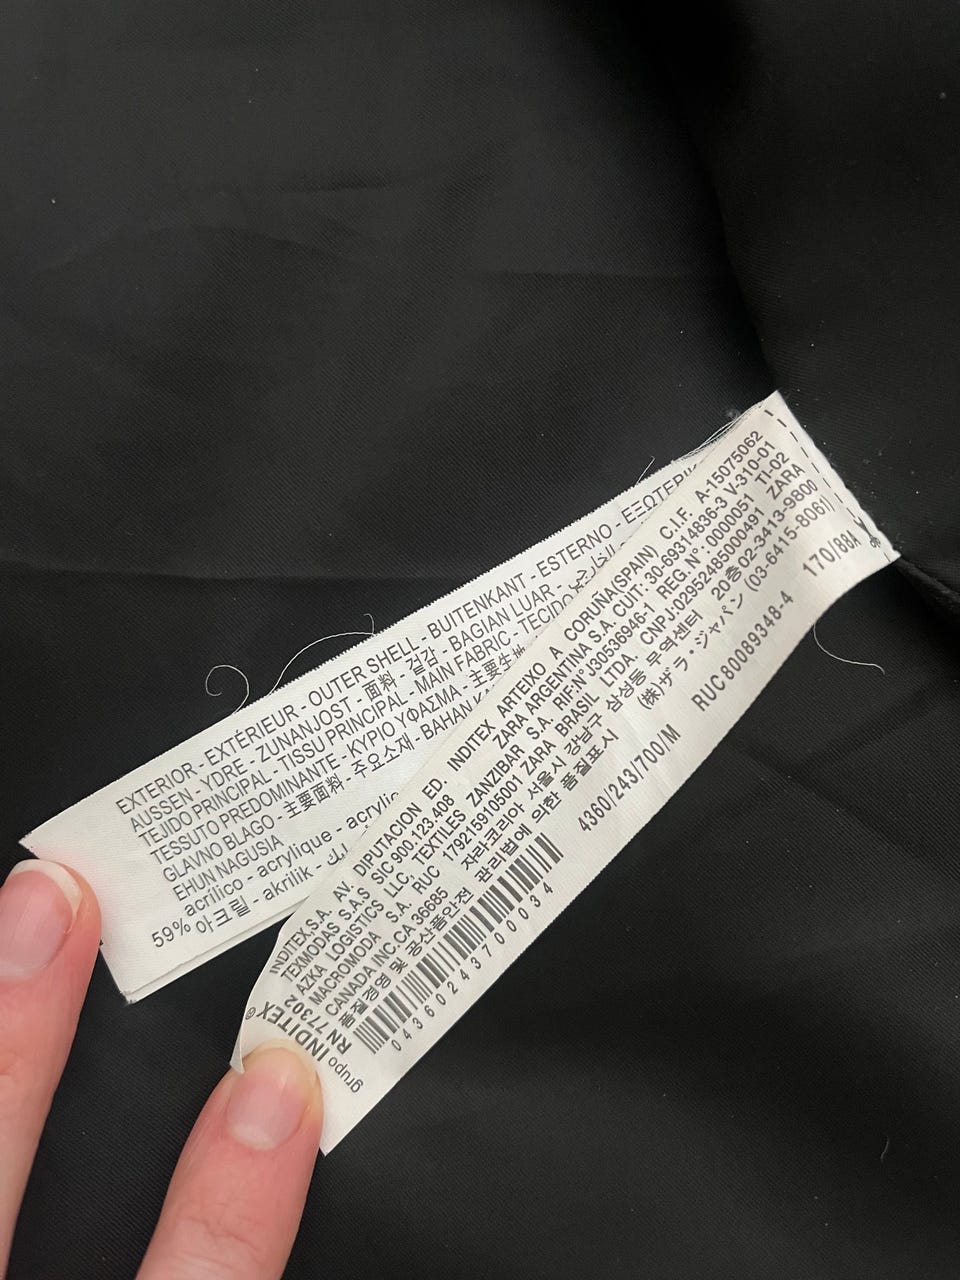 EXTERIOR - EXTÉRIEUR - OUTER SHELL - BUITENKANT - ESTERNO - ΕΞΩΤΕΡΙΚ
AUSSEN - YDRE - ZUNANJOST - 面料 - 겉감 - BAGIAN LUAR -
TEJIDO PRINCIPAL - TISSU PRINCIPAL - MAIN FABRIC - TECIDO
TESSUTO PREDOMINANTE - ΚΥΡΙΟ ΥΦΑΣΜΑ - 主要生地
GLAVNO BLAGO - 主要面料 - 주요소재 - BAHAN
EHUN NAGUSIA
59% acrílico - acrylique - acrylic
아크릴 - akrilik -
INDITEX,S.A. AV. DIPUTACION ED. INDITEX ARTEIXO A CORUÑA(SPAIN) C.I.F. A-15075062
TEXMODAS S.A.S SIC 900.123.408 ZARA ARGENTINA S.A. CUIT: 30-69314836-3 V-310-01
AZKA LOGISTICS LLC, TEXTILES ZANZIBAR S.A. RIF-N°J30536946-1 REG.N°: 0000051 TI-02
MACROMODA S.A. RUC 1792159105001 ZARA BRASIL LTDA CNPJ-02952485000491 ZARA
CANADA INC.CA 36685 자라코리아 서울시 강남구 삼성동 무역센터 20층 02-3413-9800
품질경영 및 공산품안전 관리법에 의한 품질표시 (株)ザラ・ジャパン (03-6415-8061)
grupo INDITEX ®
RN 77302
RUC 80089348-4
170/88A
4360/243/700/M
04360243700034